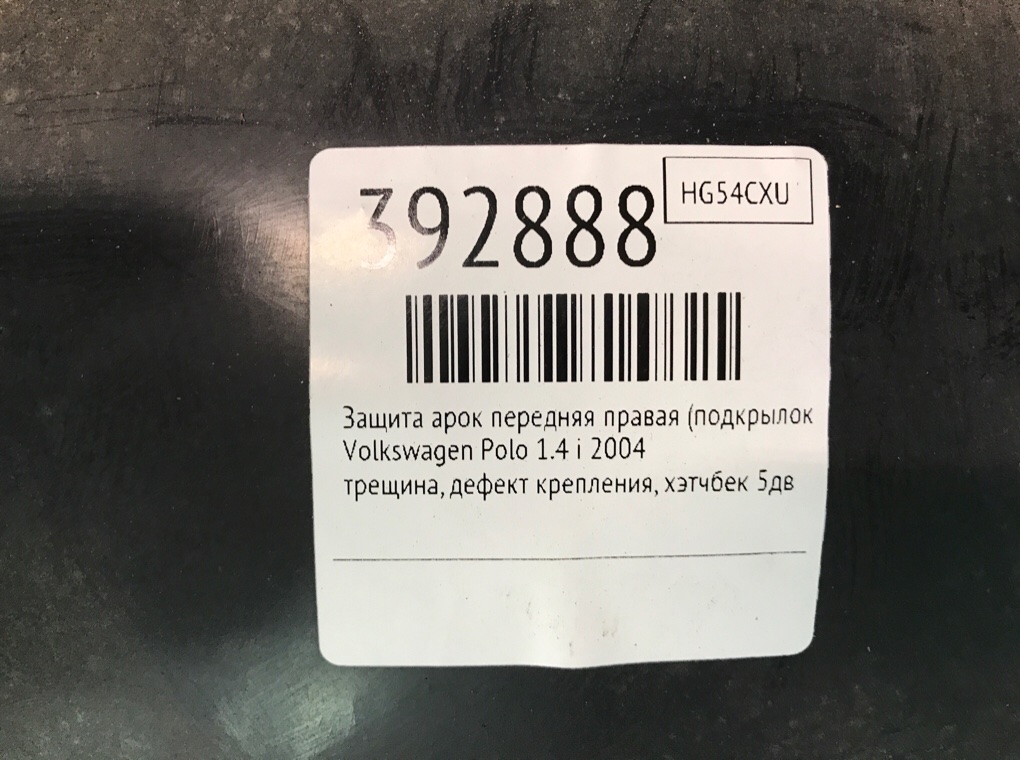 392888
HG54CXU
Защита арок передняя правая (подкрылок
Volkswagen Polo 1.4 i 2004
трещина, дефект крепления, хэтчбек 5дв